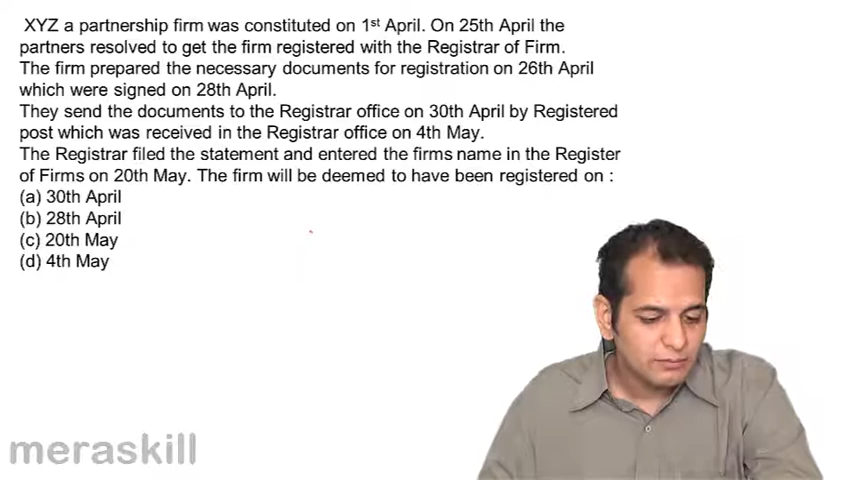 XYZ a partnership firm was constituted on 1st April. On 25th April the
partners resolved to get the firm registered with the Registrar of Firm.
The firm prepared the necessary documents for registration on 26th April
which were signed on 28th April.
They send the documents to the Registrar office on 30th April by Registered
post which was received in the Registrar office on 4th May.
The Registrar filed the statement and entered the firms name in the Register
of Firms on 20th May. The firm will be deemed to have been registered on :
(a) 30th April
(b) 28th April
(c) 20th May
(d) 4th May
meraskill